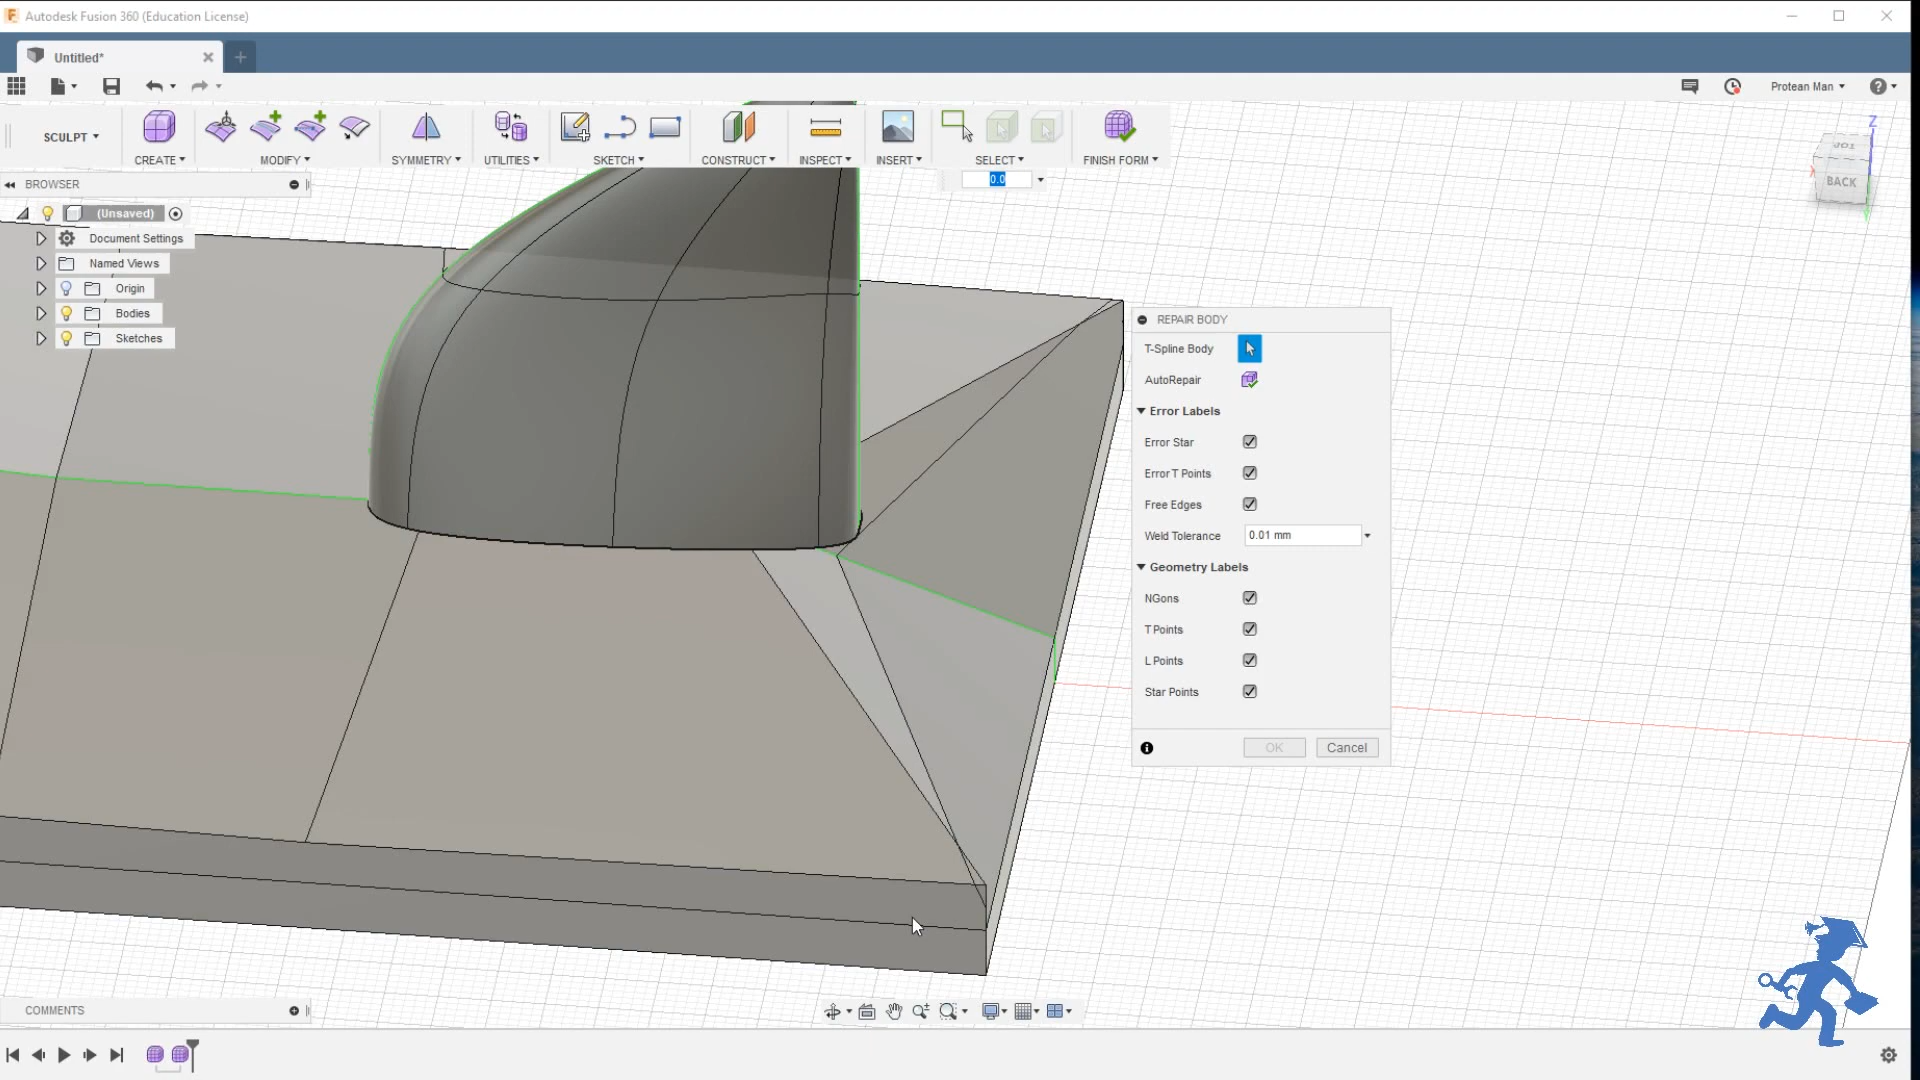 Autodesk Fusion 360 (Education License)
Untitled*
Protean Man
SCULPT
CREATE
MODIFY
SYMMETRY
UTILITIES
SKETCH
CONSTRUCT
INSPECT
INSERT
SELECT
FINISH FORM
BROWSER
0.0
(Unsaved)
Document Settings
Named Views
Origin
Bodies
Sketches
Z
BACK
REPAIR BODY
T-Spline Body
AutoRepair
Error Labels
Error Star
Error T Points
Free Edges
Weld Tolerance 0.01 mm
Geometry Labels
NGons
T Points
L Points
Star Points
OK Cancel
COMMENTS